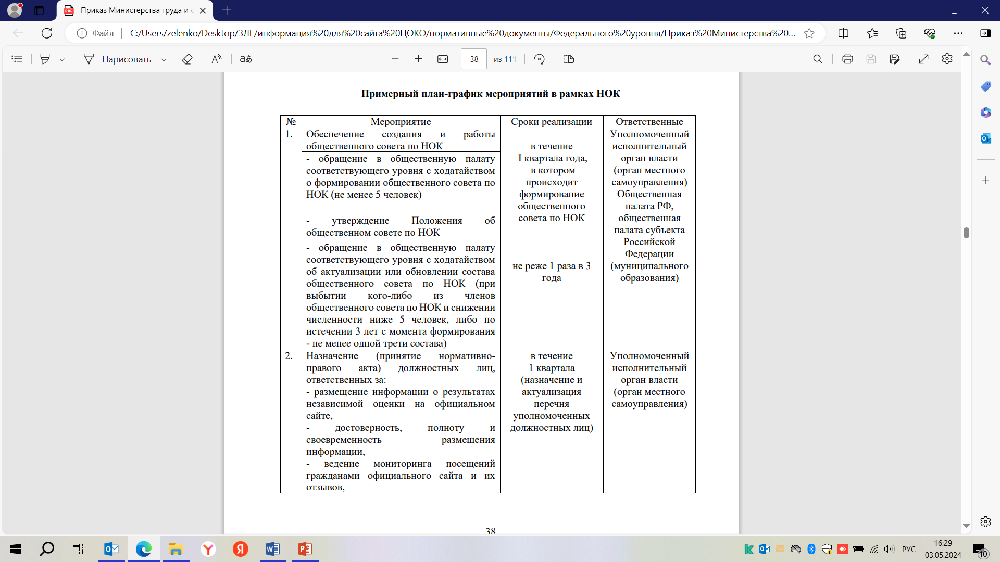 Приказ Министерства труда и с
Файл
C:/Users/zelenko/Desktop/ЗЛЕ/информация%20для%20сайта%20ЦОКО/нормативные%20документы/Федерального%20уровня/Приказ%20Министерства%20...
Нарисовать
аあ
38
из 111
Примерный план-график мероприятий в рамках НОК
№
Мероприятие
Сроки реализации
Ответственные
1.
Обеспечение создания и работы
общественного совета по НОК
- обращение в общественную палату
соответствующего уровня с ходатайством
о формировании общественного совета по
НОК (не менее 5 человек)
- утверждение Положения об
общественном совете по НОК
- обращение в общественную палату
соответствующего уровня с ходатайством
об актуализации или обновлении состава
общественного совета по НОК (при
выбытии кого-либо из членов
общественного совета по НОК и снижении
численности ниже 5 человек, либо по
истечении 3 лет с момента формирования
- не менее одной трети состава)
в течение
I квартала года,
в котором
происходит
формирование
общественного
совета по НОК
не реже 1 раза в 3
года
Уполномоченный
исполнительный
орган власти
(орган местного
самоуправления)
Общественная
палата РФ,
общественная
палата субъекта
Российской
Федерации
(муниципального
образования)
2.
Назначение (принятие нормативно-
правого акта) должностных лиц,
ответственных за:
- размещение информации о результатах
независимой оценки на официальном
сайте,
- достоверность, полноту и
своевременность размещения
информации,
- ведение мониторинга посещений
гражданами официального сайта и их
отзывов,
в течение
1 квартала
(назначение и
актуализация
перечня
уполномоченных
должностных лиц)
Уполномоченный
исполнительный
орган власти
(орган местного
самоуправления)
38
РУС
16:29
03.05.2024
10